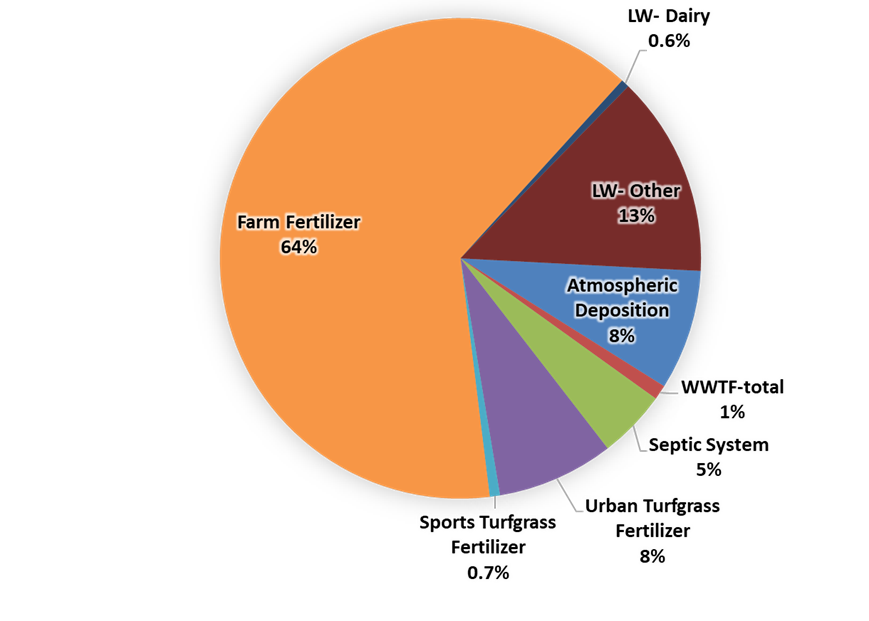 LW- Dairy
0.6%
LW- Other
13%
Farm Fertilizer
64%
Atmospheric
Deposition
8%
WWTF-total
1%
Septic System
5%
Urban Turfgrass
Fertilizer
8%
Sports Turfgrass
Fertilizer
0.7%